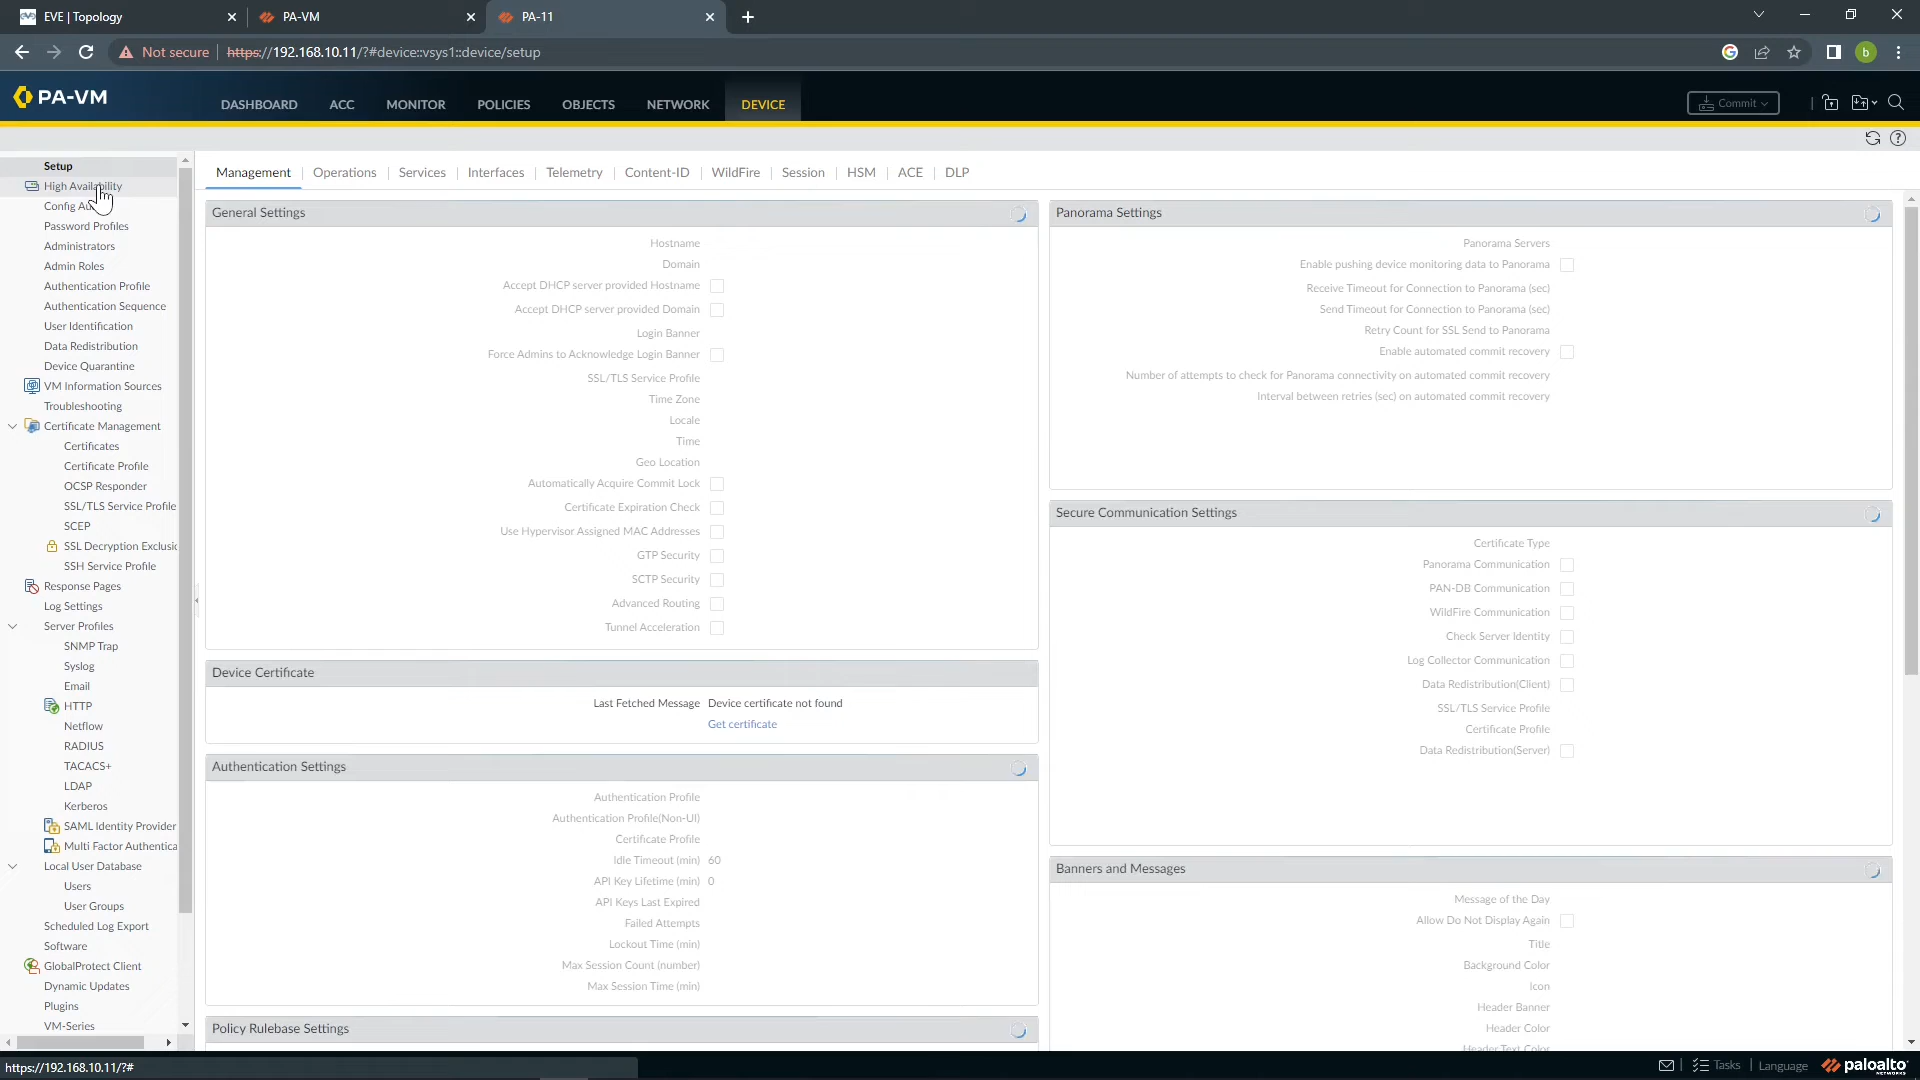 EVE | Topology
PA-VM
PA-11
Not secure
https://192.168.10.11/?#device::vsys1::device/setup
b
PA-VM
DASHBOARD
ACC
MONITOR
POLICIES
OBJECTS
NETWORK
DEVICE
Commit
Setup
High Availability
Config Au
Password Profiles
Administrators
Admin Roles
Authentication Profile
Authentication Sequence
User Identification
Data Redistribution
Device Quarantine
VM Information Sources
Troubleshooting
Certificate Management
Certificates
Certificate Profile
OCSP Responder
SSL/TLS Service Profile
SCEP
SSL Decryption Exclusio
SSH Service Profile
Response Pages
Log Settings
Server Profiles
SNMP Trap
Syslog
Email
HTTP
Netflow
RADIUS
TACACS+
LDAP
Kerberos
SAML Identity Provider
Multi Factor Authentica
Local User Database
Users
User Groups
Scheduled Log Export
Software
GlobalProtect Client
Dynamic Updates
Plugins
VM-Series
Management
Operations
Services
Interfaces
Telemetry
Content-ID
WildFire
Session
HSM
ACE
DLP
General Settings
Hostname
Domain
Accept DHCP server provided Hostname
Accept DHCP server provided Domain
Login Banner
Force Admins to Acknowledge Login Banner
SSL/TLS Service Profile
Time Zone
Locale
Time
Geo Location
Automatically Acquire Commit Lock
Certificate Expiration Check
Use Hypervisor Assigned MAC Addresses
GTP Security
SCTP Security
Advanced Routing
Tunnel Acceleration
Device Certificate
Last Fetched Message Device certificate not found
Get certificate
Authentication Settings
Authentication Profile
Authentication Profile(Non-UI)
Certificate Profile
Idle Timeout (min) 60
API Key Lifetime (min) 0
API Keys Last Expired
Failed Attempts
Lockout Time (min)
Max Session Count (number)
Max Session Time (min)
Policy Rulebase Settings
Panorama Settings
Panorama Servers
Enable pushing device monitoring data to Panorama
Receive Timeout for Connection to Panorama (sec)
Send Timeout for Connection to Panorama (sec)
Retry Count for SSL Send to Panorama
Enable automated commit recovery
Number of attempts to check for Panorama connectivity on automated commit recovery
Interval between retries (sec) on automated commit recovery
Secure Communication Settings
Certificate Type
Panorama Communication
PAN-DB Communication
WildFire Communication
Check Server Identity
Log Collector Communication
Data Redistribution(Client)
SSL/TLS Service Profile
Certificate Profile
Data Redistribution(Server)
Banners and Messages
Message of the Day
Allow Do Not Display Again
Title
Background Color
Icon
Header Banner
Header Color
Header Text Color
https://192.168.10.11/?#
Tasks
Language
paloalto
NETWORKS